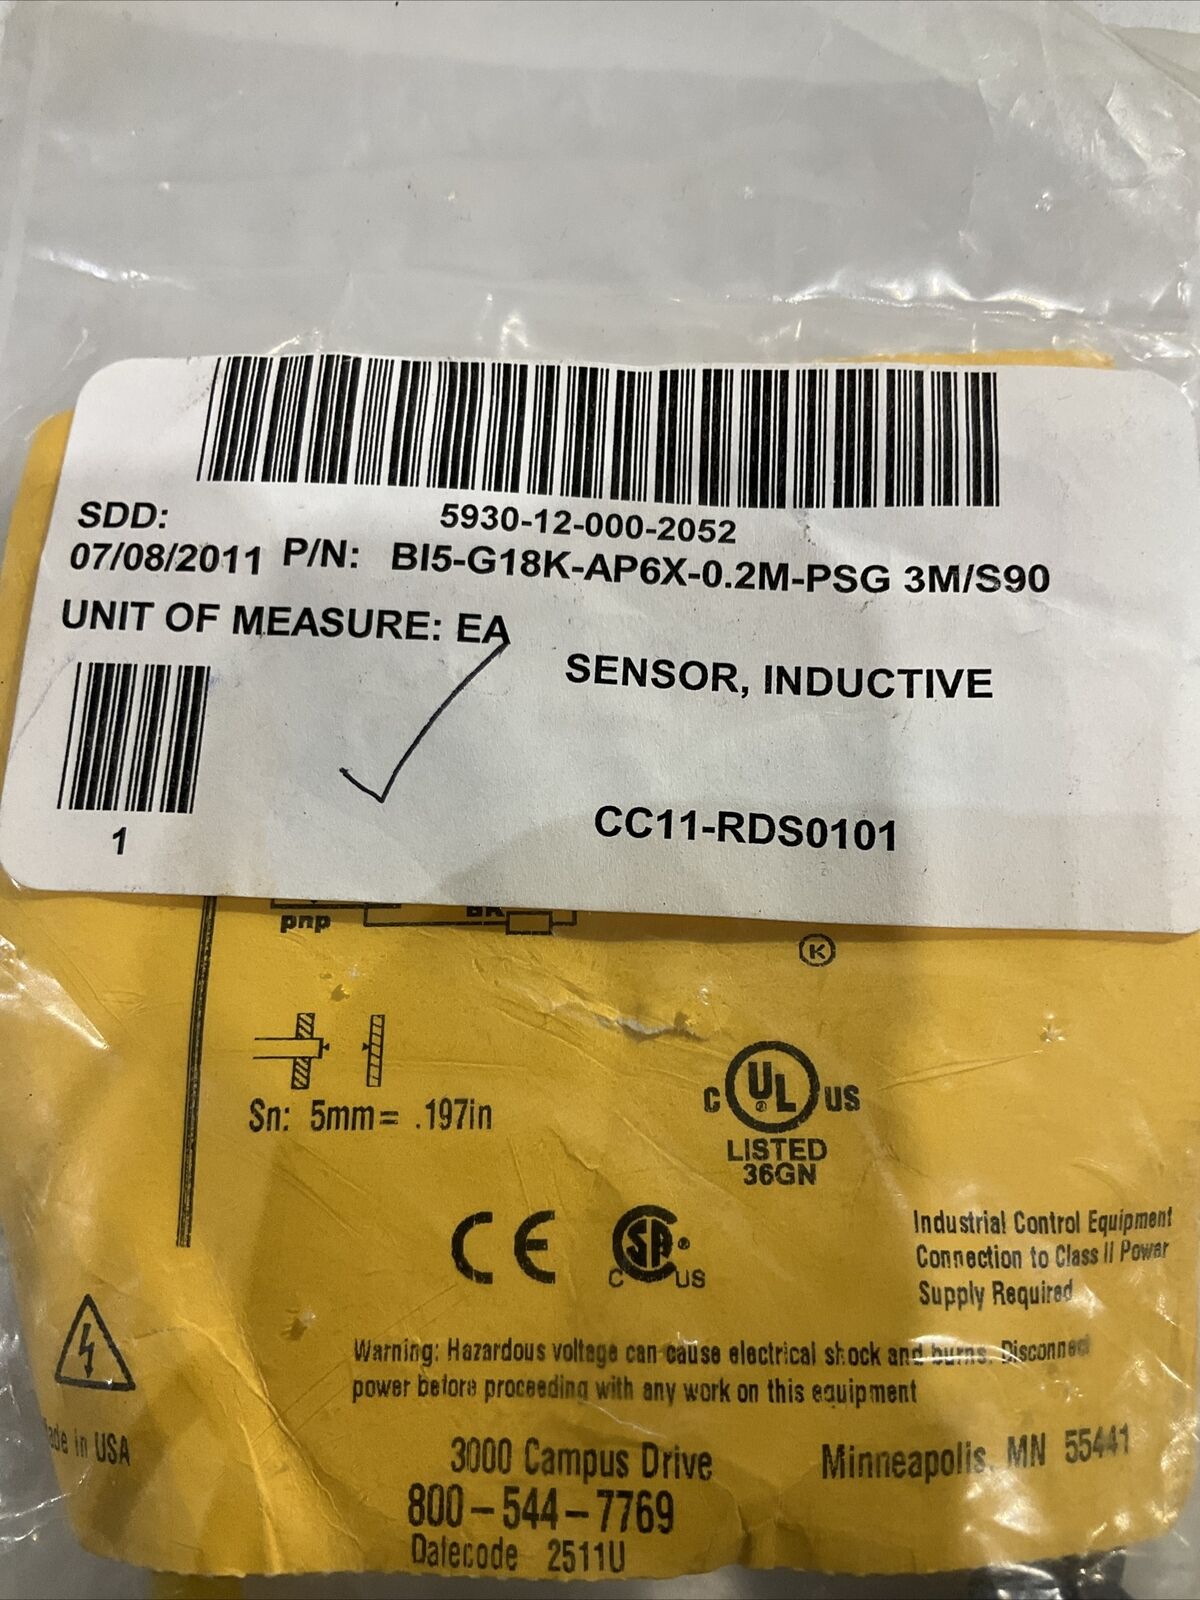 5930-12-000-2052
SDD:
07/08/2011 P/N: BI5-G18K-AP6X-0.2M-PSG 3M/S90
UNIT OF MEASURE: EA
SENSOR, INDUCTIVE
1
CC11-RDS0101
pnp
BK
K
Sn: 5mm= .197in
C UL® US
LISTED
36GN
CE
SA®
C US
Industrial Control Equipment
Connection to Class II Power
Supply Required
Warning: Hazardous voltage can cause electrical shock and burns. Disconnect
power before proceeding with any work on this equipment
in USA
3000 Campus Drive Minneapolis, MN 55441
800-544-7769
Datecode 2511U